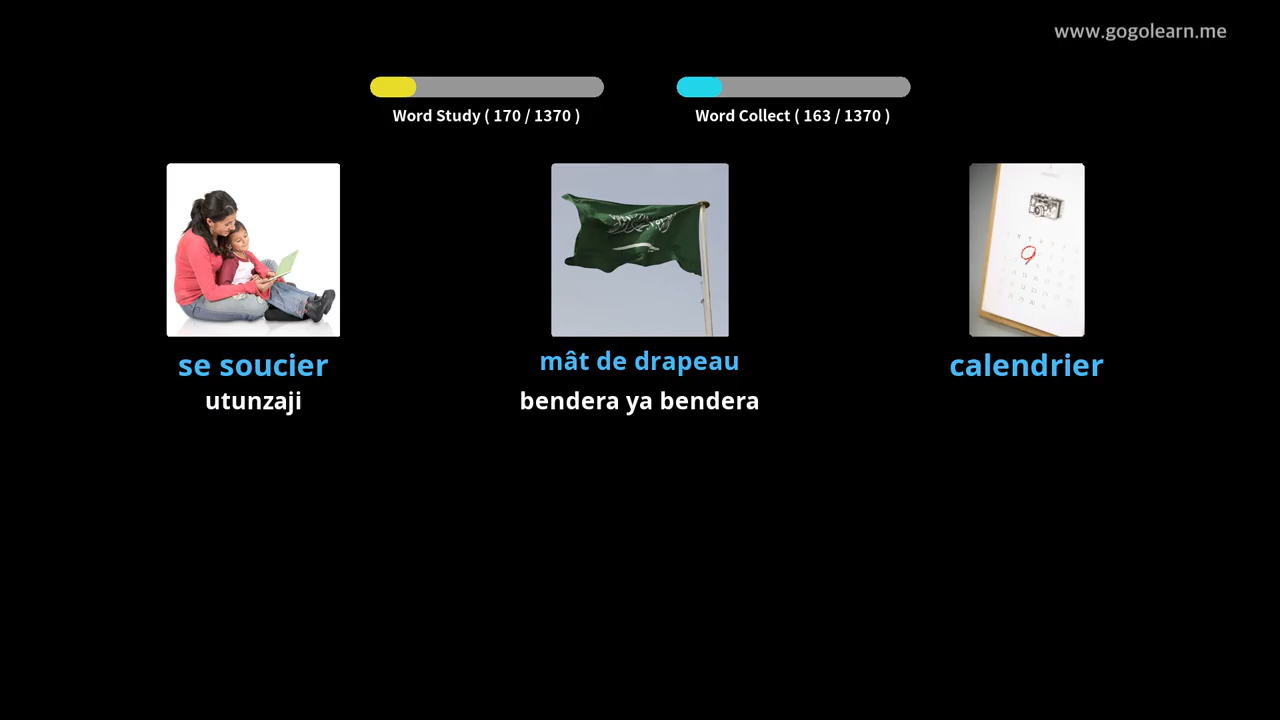 www.gogolearn.me
Word Study ( 170 / 1370 )
Word Collect ( 163 / 1370 )
se soucier
mât de drapeau
calendrier
utunzaji
bendera ya bendera